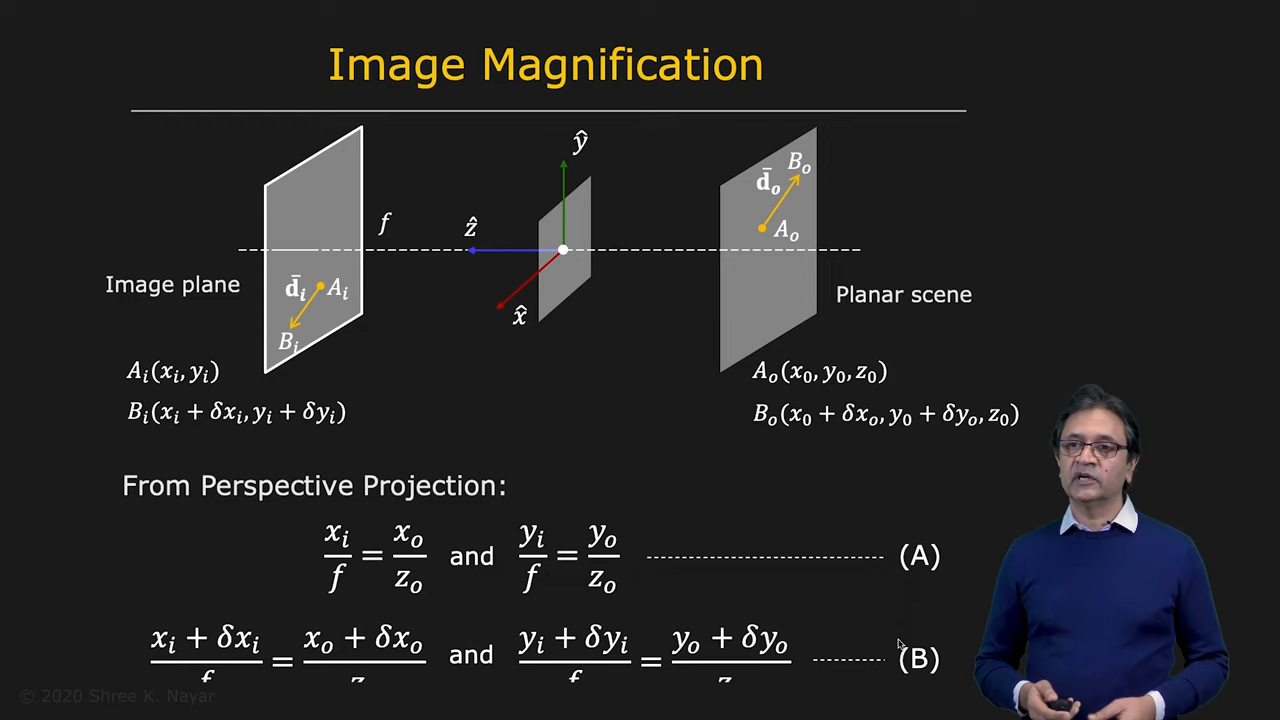 Image Magnification
ŷ
B₀
d̄ₒ
f
ẑ
Aₒ
Image plane
d̄ᵢ
Aᵢ
Planar scene
x̂
Bᵢ
Aᵢ(xᵢ, yᵢ)
Aₒ(x₀, y₀, z₀)
Bᵢ(xᵢ + δxᵢ, yᵢ + δyᵢ)
Bₒ(x₀ + δxₒ, y₀ + δyₒ, z₀)
From Perspective Projection:
xᵢ/f = xₒ/zₒ and yᵢ/f = yₒ/zₒ (A)
(xᵢ + δxᵢ)/f = (xₒ + δxₒ)/z and (yᵢ + δyᵢ)/f = (yₒ + δyₒ)/z (B)
© 2020 Shree K. Nayar